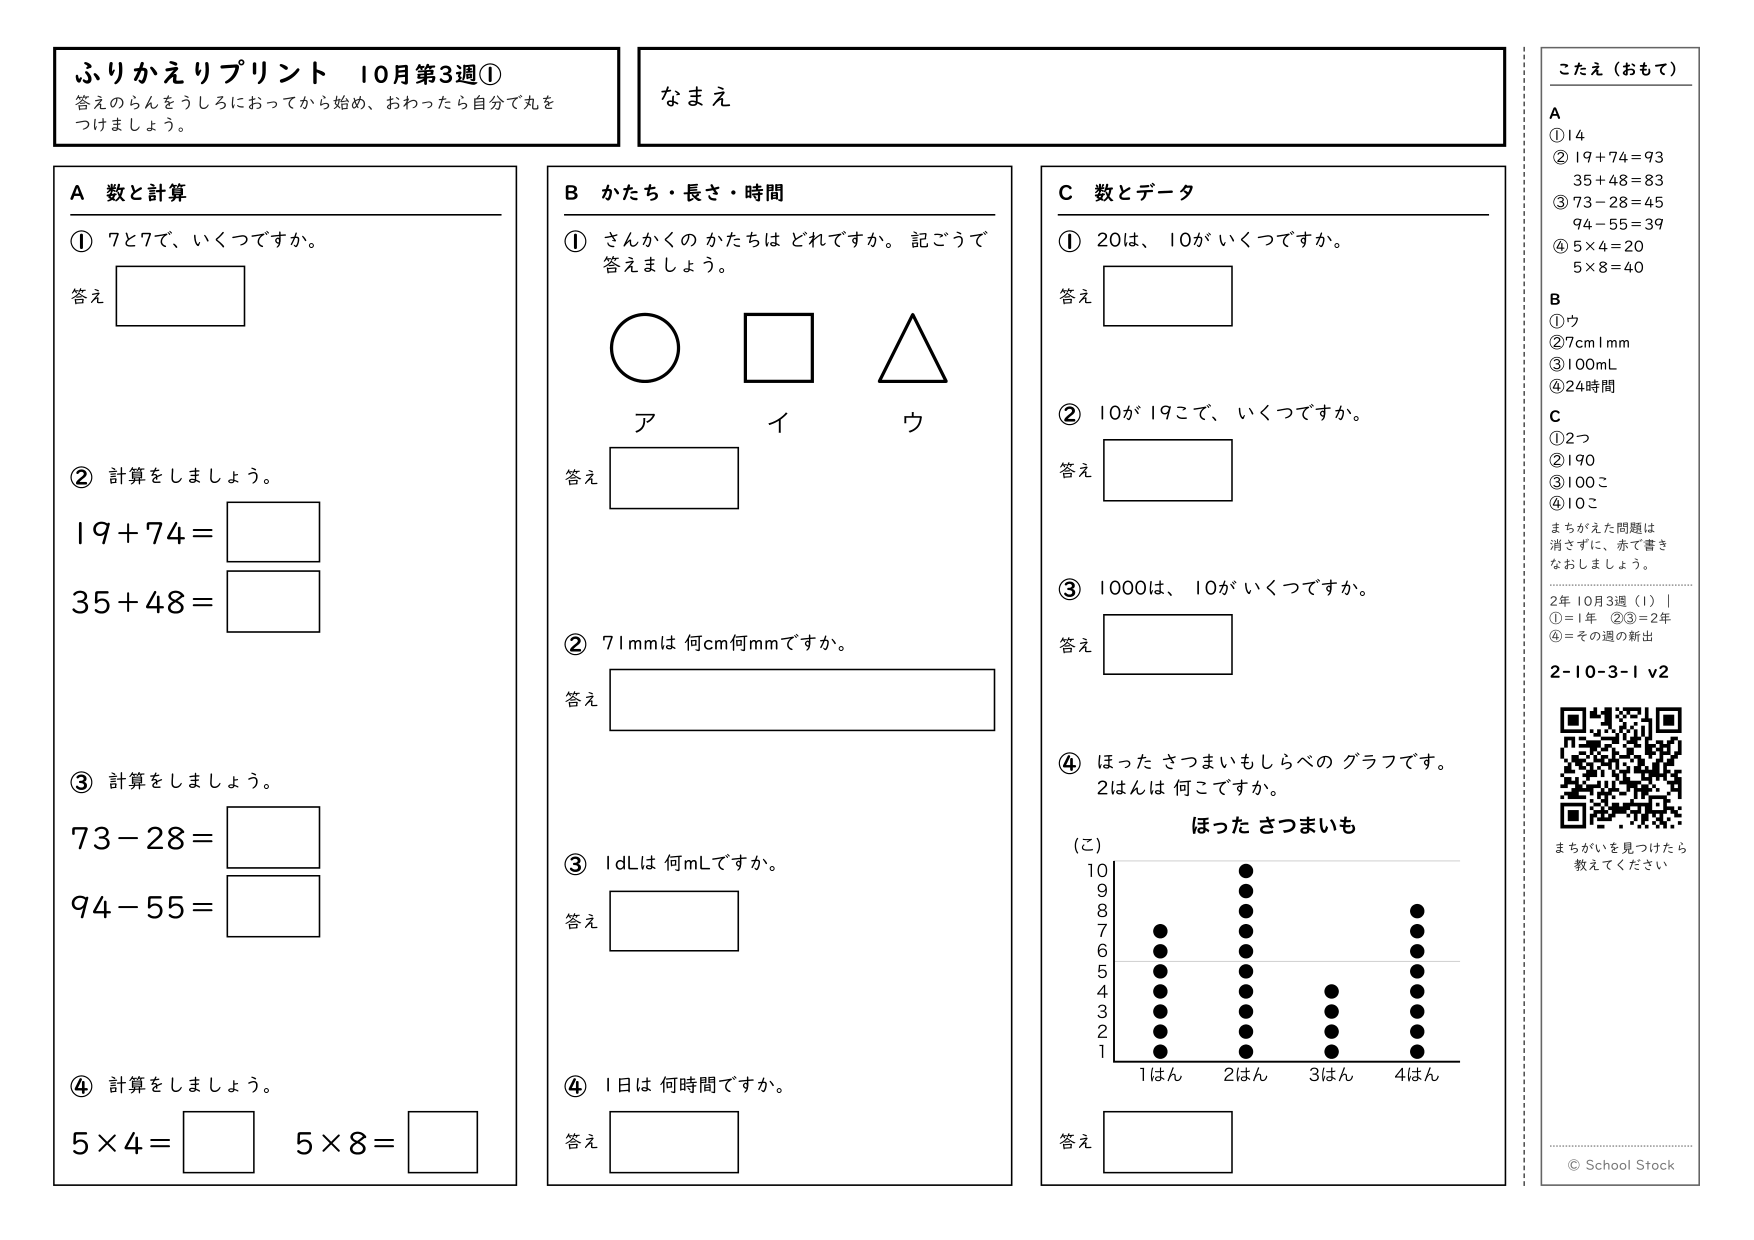 ふりかえりプリント　10月第3週①
答えのらんをうしろにおってから始め、おわったら自分で丸を
つけましょう。
なまえ
A　数と計算
① 7と7で、いくつですか。
答え
② 計算をしましょう。
19＋74＝
35＋48＝
③ 計算をしましょう。
73－28＝
94－55＝
④ 計算をしましょう。
5×4＝　5×8＝
B　かたち・長さ・時間
① さんかくの かたちは どれですか。 記ごうで
答えましょう。
ア　イ　ウ
答え
② 71mmは 何cm何mmですか。
答え
③ 1dLは 何mLですか。
答え
④ 1日は 何時間ですか。
答え
C　数とデータ
① 20は、 10が いくつですか。
答え
② 10が 19こで、 いくつですか。
答え
③ 1000は、 10が いくつですか。
答え
④ ほった さつまいもしらべの グラフです。
2はんは 何こですか。
ほった さつまいも
（こ）
10
9
8
7
6
5
4
3
2
1
1はん　2はん　3はん　4はん
答え
こたえ（おもて）
A
①14
② 19＋74＝93
35＋48＝83
③ 73－28＝45
94－55＝39
④ 5×4＝20
5×8＝40
B
①ウ
②7cm1mm
③100mL
④24時間
C
①2つ
②190
③100こ
④10こ
まちがえた問題は
消さずに、赤で書き
なおしましょう。
2年 10月3週（1）｜
①＝1年　②③＝2年
④＝その週の新出
2-10-3-1 v2
まちがいを見つけたら
教えてください
© School Stock